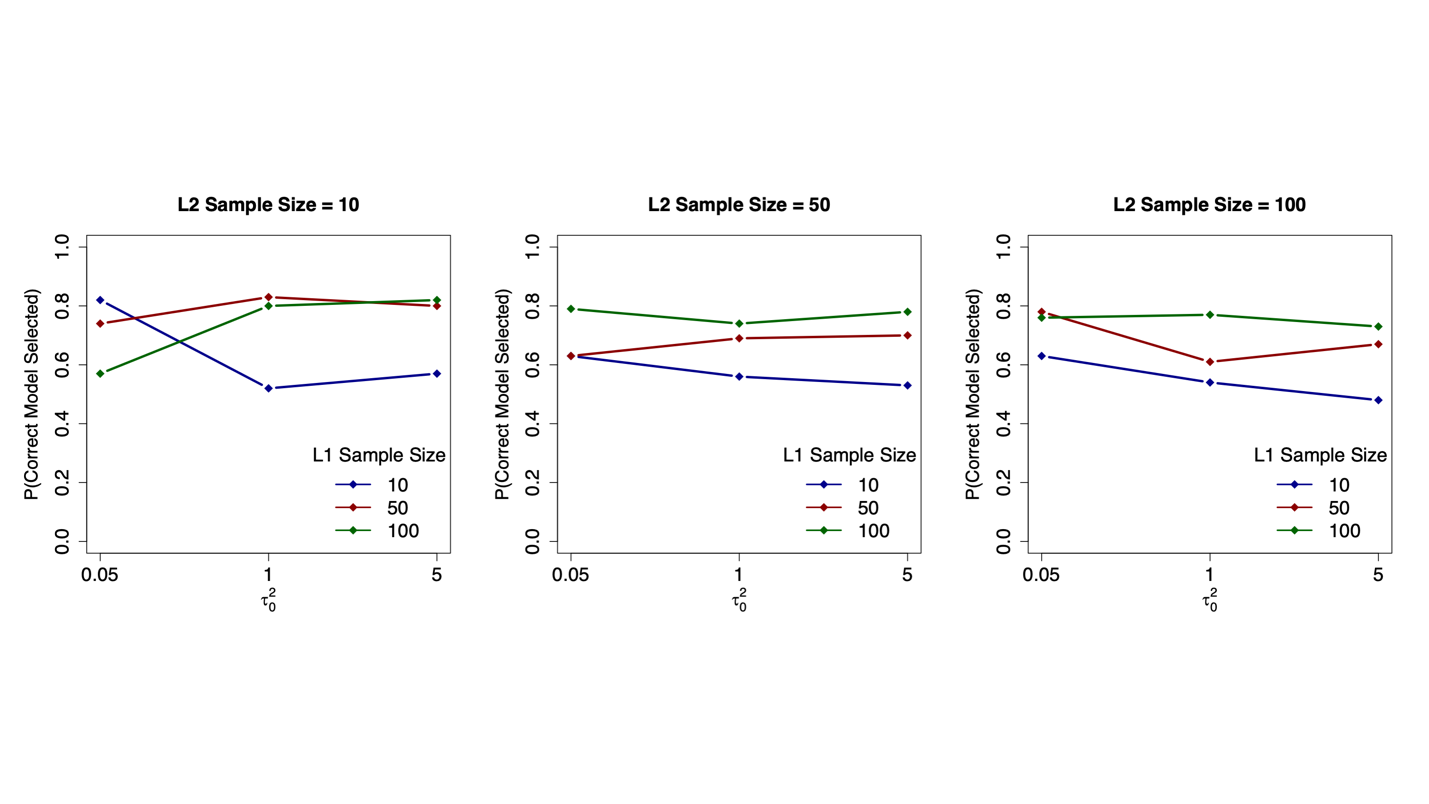 L2 Sample Size = 10
P(Correct Model Selected)
1.0
0.8
0.6
0.4
0.2
0.0
L1 Sample Size
10
50
100
0.05 1 5
τ₀²
L2 Sample Size = 50
P(Correct Model Selected)
1.0
0.8
0.6
0.4
0.2
0.0
L1 Sample Size
10
50
100
0.05 1 5
τ₀²
L2 Sample Size = 100
P(Correct Model Selected)
1.0
0.8
0.6
0.4
0.2
0.0
L1 Sample Size
10
50
100
0.05 1 5
τ₀²